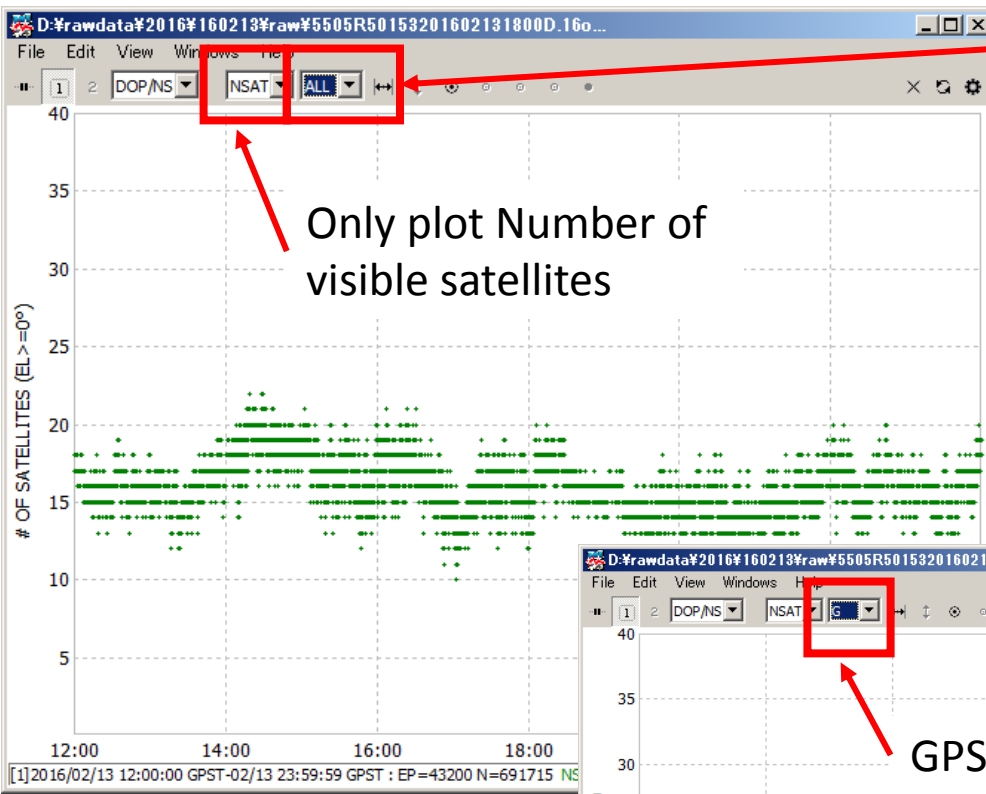 D:¥rawdata¥2016¥160213¥raw¥5505R50153201602131800D.16o...
File Edit View Windows Help
1 2 DOP/NS NSAT ALL
40
35
Only plot Number of
visible satellites
30
25
20
15
10
5
# OF SATELLITES (EL>=0°)
12:00 14:00 16:00 18:00
[1]2016/02/13 12:00:00 GPST-02/13 23:59:59 GPST : EP=43200 N=691715 NS
D:¥rawdata¥2016¥160213¥raw¥5505R501532016021
File Edit View Windows Help
1 2 DOP/NS NSAT G
40
35
GPS
30